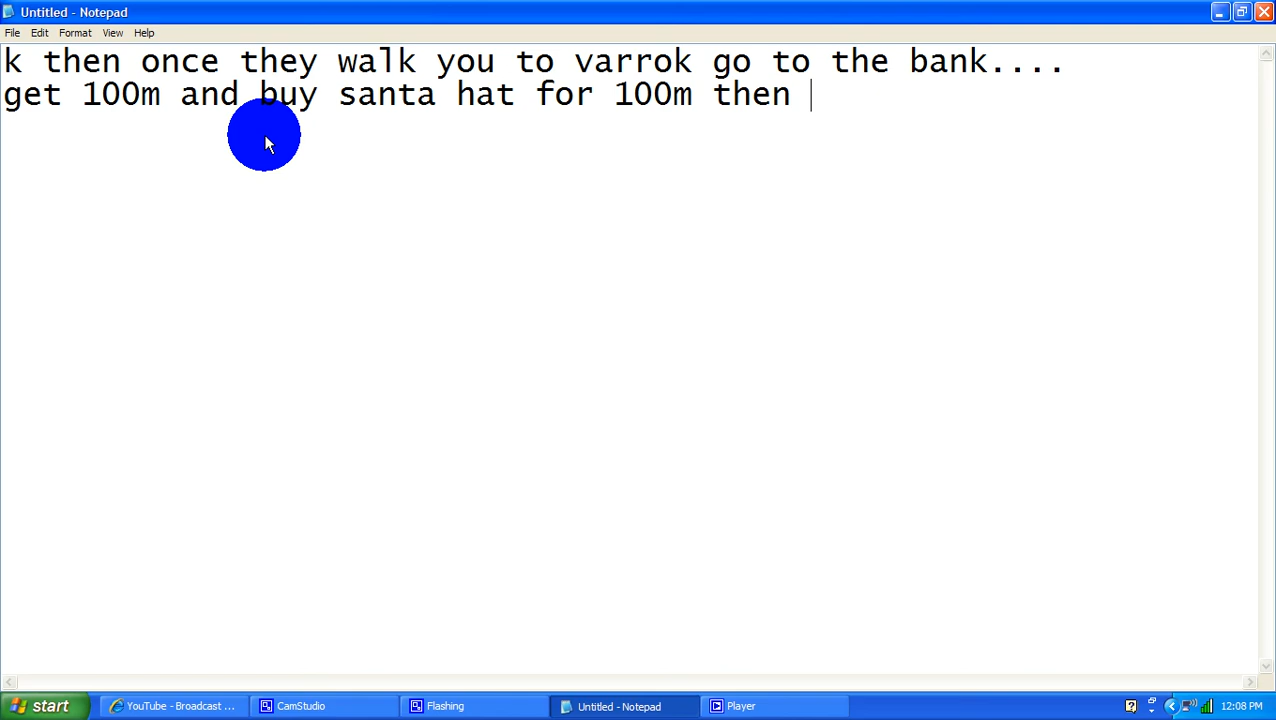 Untitled - Notepad
File Edit Format View Help
k then once they walk you to varrok go to the bank....
get 100m and buy santa hat for 100m then
start YouTube - Broadcast ... CamStudio Flashing Untitled - Notepad Player 12:08 PM